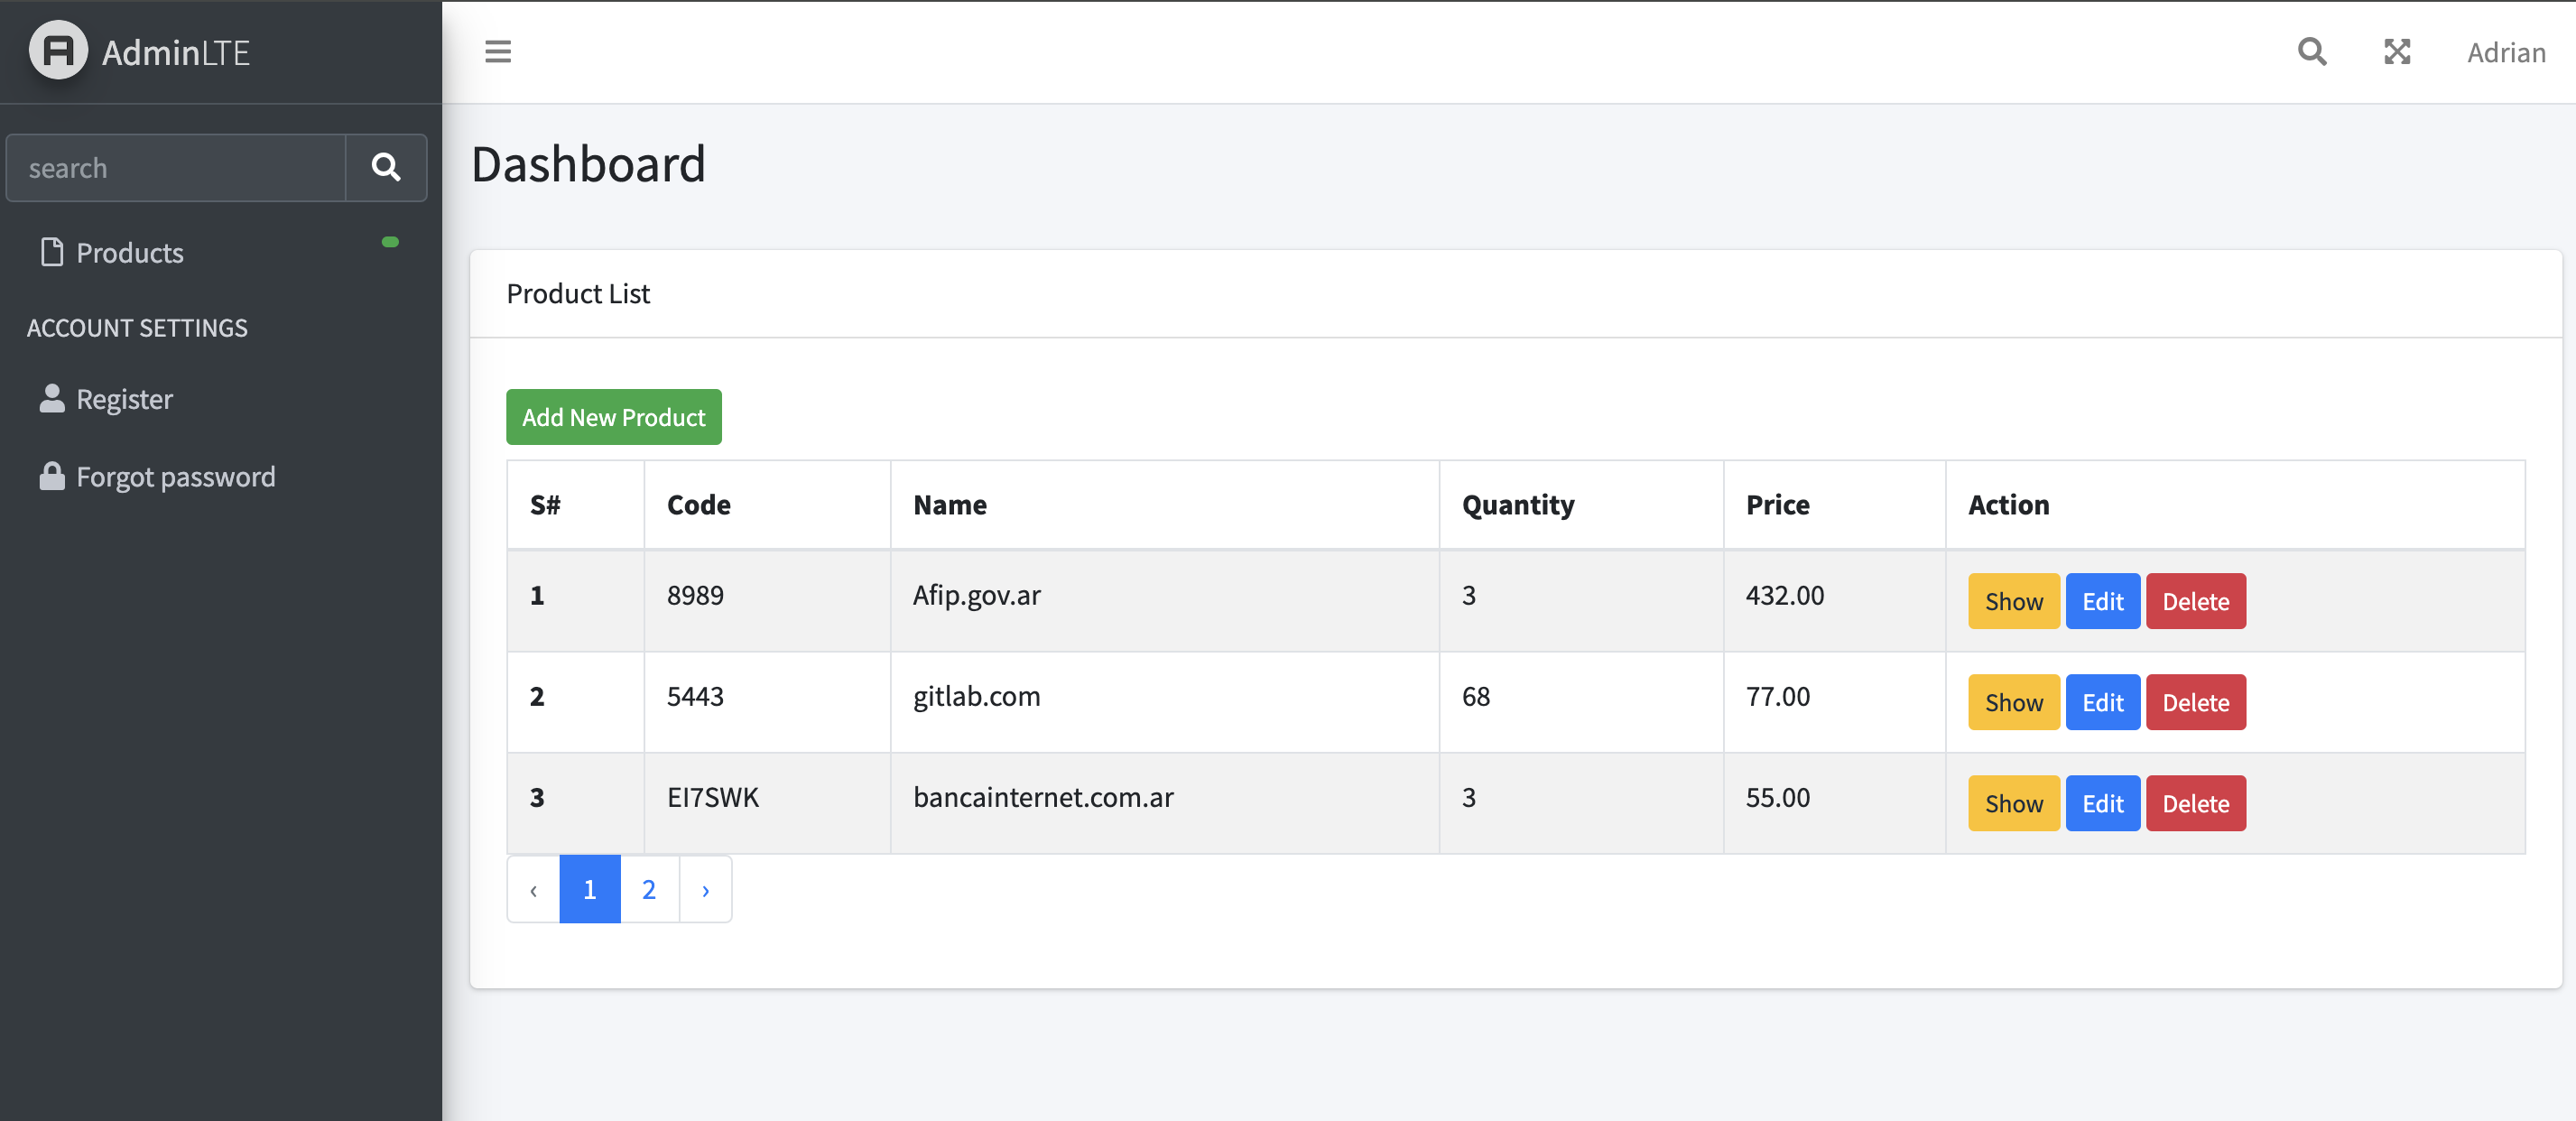 AdminLTE
Adrian
search
Products
ACCOUNT SETTINGS
Register
Forgot password
Dashboard
Product List
Add New Product
S# Code Name Quantity Price Action
1 8989 Afip.gov.ar 3 432.00 Show Edit Delete
2 5443 gitlab.com 68 77.00 Show Edit Delete
3 EI7SWK bancainternet.com.ar 3 55.00 Show Edit Delete
‹ 1 2 ›